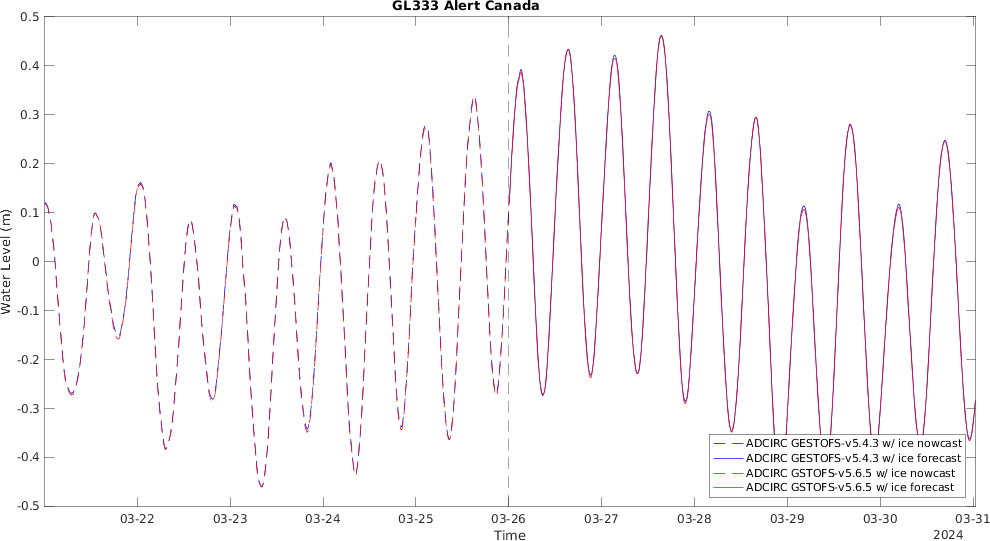 GL333 Alert Canada
0.5
0.4
0.3
0.2
0.1
0
-0.1
-0.2
-0.3
-0.4
-0.5
Water Level (m)
ADCIRC GESTOFS-v5.4.3 w/ ice nowcast
ADCIRC GESTOFS-v5.4.3 w/ ice forecast
ADCIRC GSTOFS-v5.6.5 w/ ice nowcast
ADCIRC GSTOFS-v5.6.5 w/ ice forecast
03-22 03-23 03-24 03-25 03-26 03-27 03-28 03-29 03-30 03-31
Time
2024